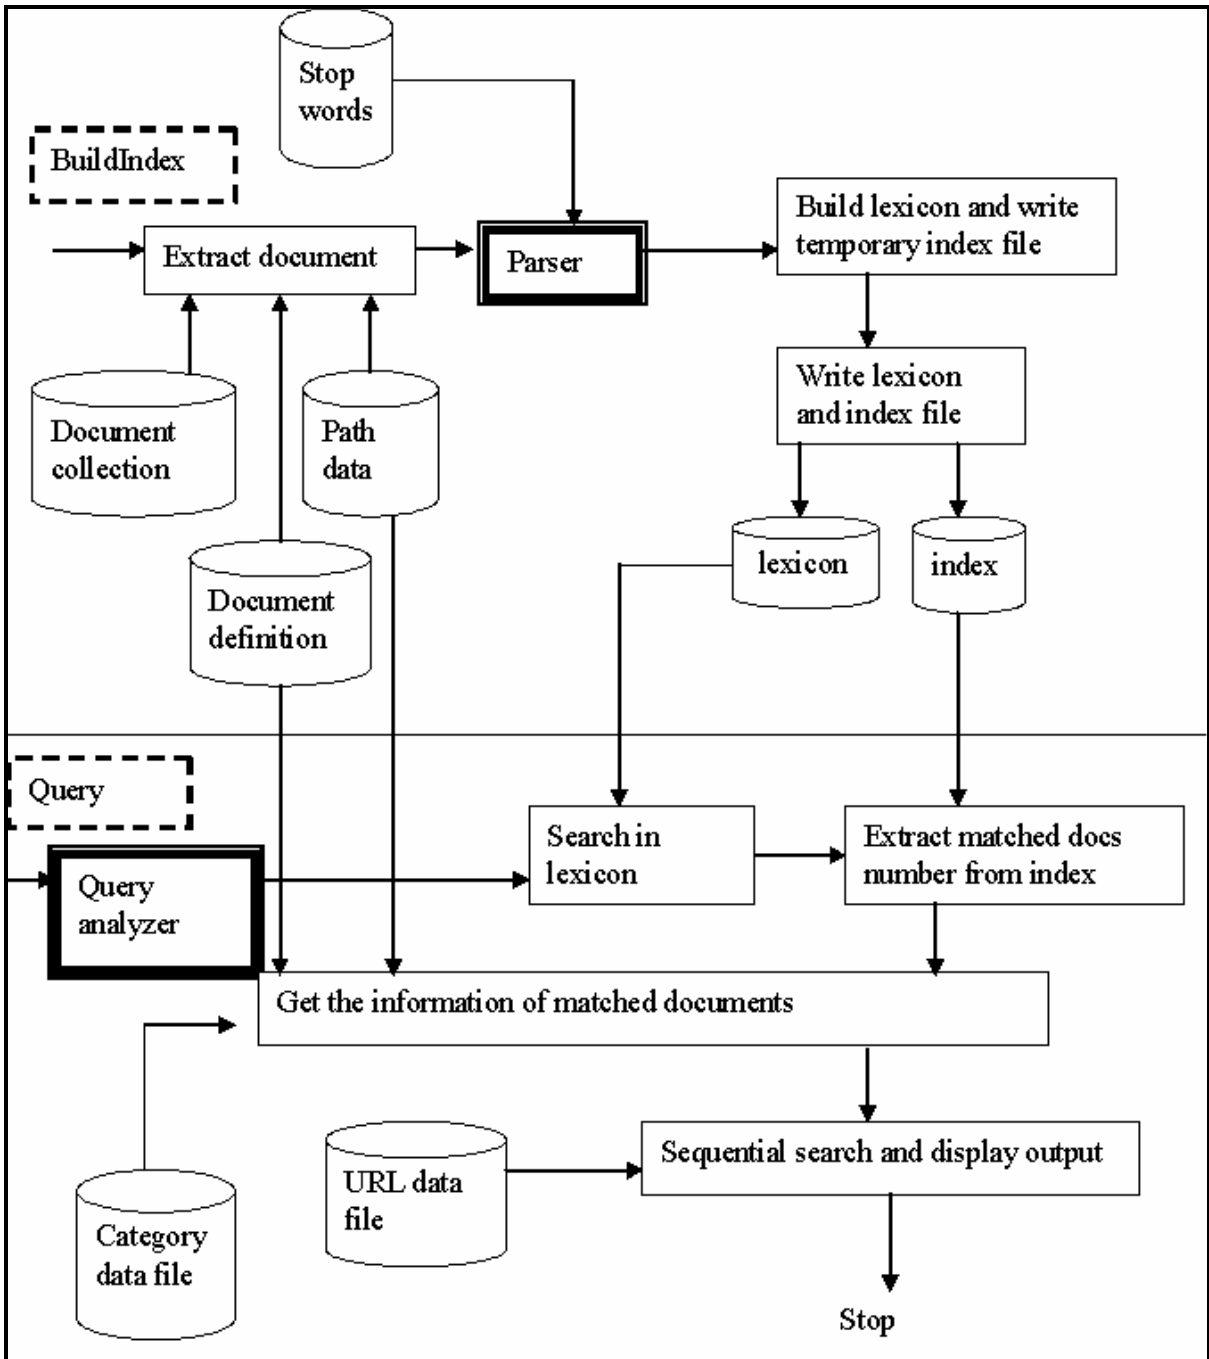 Stop
words
BuildIndex
Extract document
Parser
Build lexicon and write
temporary index file
Write lexicon
and index file
Document
collection
Path
data
lexicon
index
Document
definition
Query
Query
analyzer
Search in
lexicon
Extract matched docs
number from index
Get the information of matched documents
Sequential search and display output
URL data
file
Category
data file
Stop